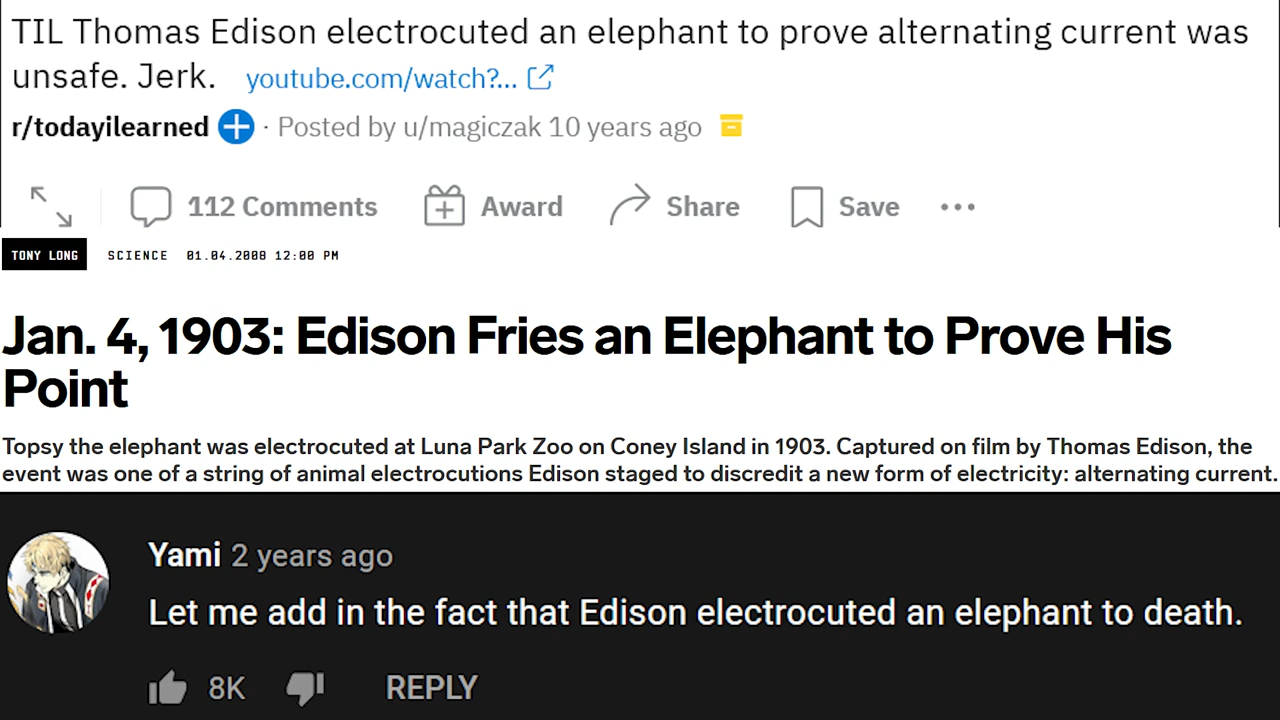 TIL Thomas Edison electrocuted an elephant to prove alternating current was
unsafe. Jerk. youtube.com/watch?...
r/todayilearned · Posted by u/magiczak 10 years ago
112 Comments Award Share Save ...
TONY LONG SCIENCE 01.04.2008 12:00 PM
Jan. 4, 1903: Edison Fries an Elephant to Prove His
Point
Topsy the elephant was electrocuted at Luna Park Zoo on Coney Island in 1903. Captured on film by Thomas Edison, the
event was one of a string of animal electrocutions Edison staged to discredit a new form of electricity: alternating current.
Yami 2 years ago
Let me add in the fact that Edison electrocuted an elephant to death.
8K REPLY